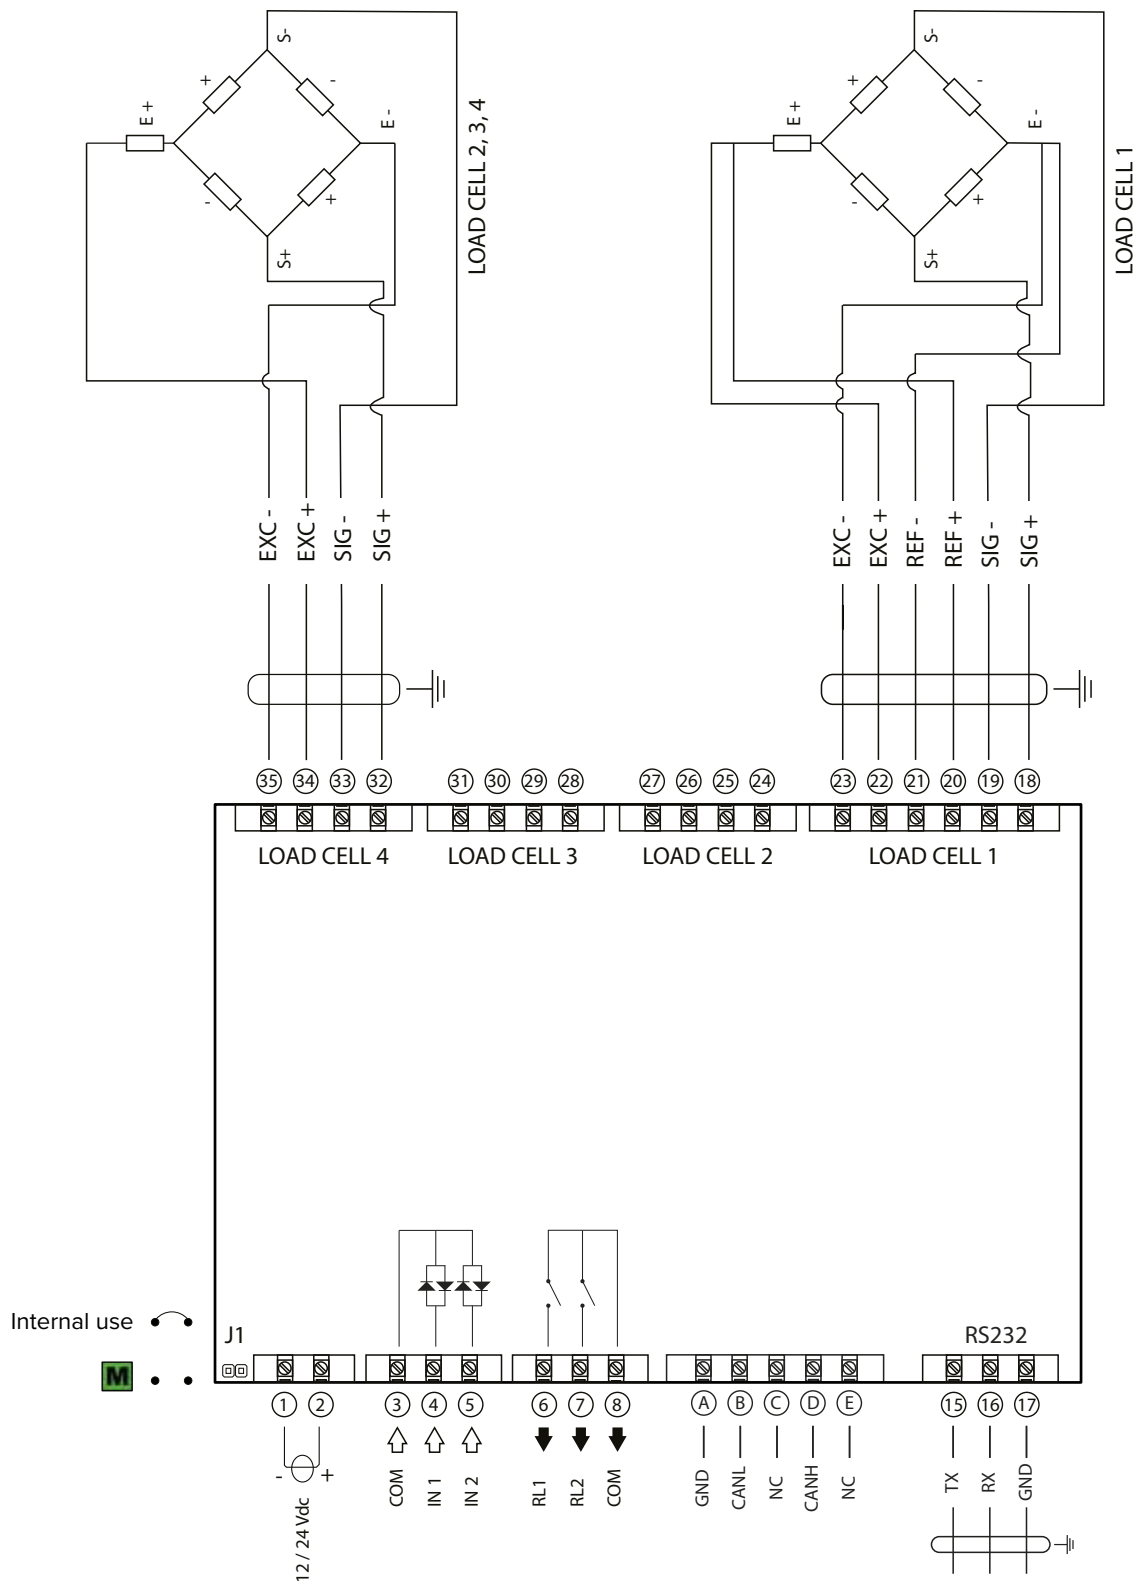 S-
+
-
E +
E -
-
+
S+
LOAD CELL 2, 3, 4
S-
+
-
E +
E -
-
+
S+
LOAD CELL 1
EXC -
EXC +
SIG -
SIG +
EXC -
EXC +
REF -
REF +
SIG -
SIG +
35 34 33 32 31 30 29 28 27 26 25 24 23 22 21 20 19 18
LOAD CELL 4 LOAD CELL 3 LOAD CELL 2 LOAD CELL 1
Internal use
J1
RS232
M
1 2 3 4 5 6 7 8 A B C D E 15 16 17
- +
12 / 24 Vdc
COM
IN 1
IN 2
RL1
RL2
COM
GND
CANL
NC
CANH
NC
TX
RX
GND